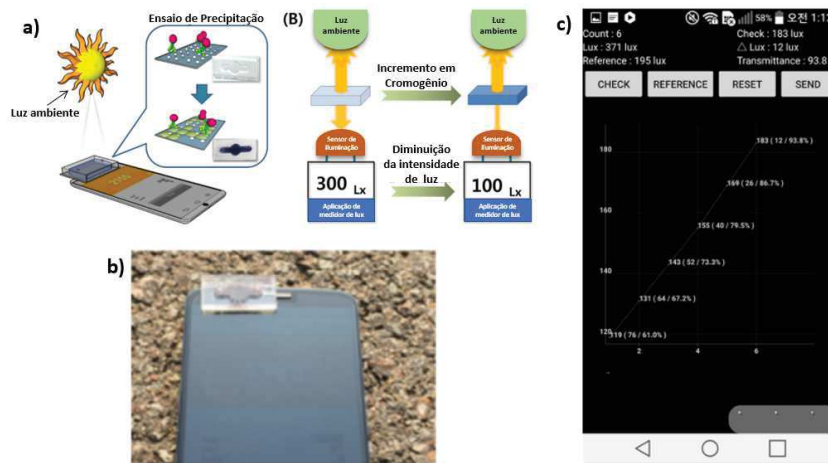 a)
Ensaio de Precipitação
Luz ambiente
(B)
Luz
ambiente
Luz
ambiente
Incremento em
Cromogênio
Sensor de
iluminação
Sensor de
iluminação
Diminuição
da intensidade
de luz
300 Lx
100 Lx
Aplicação de
medidor de lux
Aplicação de
medidor de lux
b)
c)
58% 오전 1:12
Count : 6
Check : 183 lux
Lux : 371 lux
△ Lux : 12 lux
Reference : 195 lux
Transmittance : 93.8
CHECK
REFERENCE
RESET
SEND
180
160
140
120
183 ( 12 / 93.8%)
169 ( 26 / 86.7%)
155 ( 40 / 79.5%)
143 ( 52 / 73.3%)
131 ( 64 / 67.2%)
119 ( 76 / 61.0%)
2
4
6